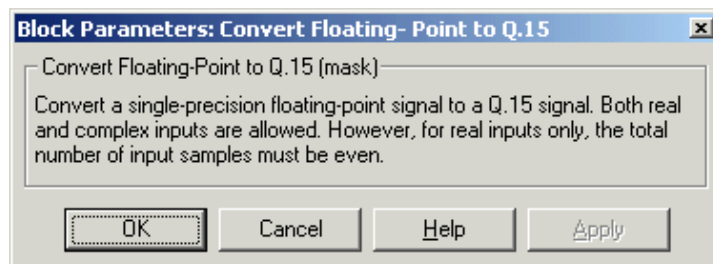 Block Parameters: Convert Floating- Point to Q.15
Convert Floating-Point to Q.15 (mask)
Convert a single-precision floating-point signal to a Q.15 signal. Both real
and complex inputs are allowed. However, for real inputs only, the total
number of input samples must be even.
OK Cancel Help Apply